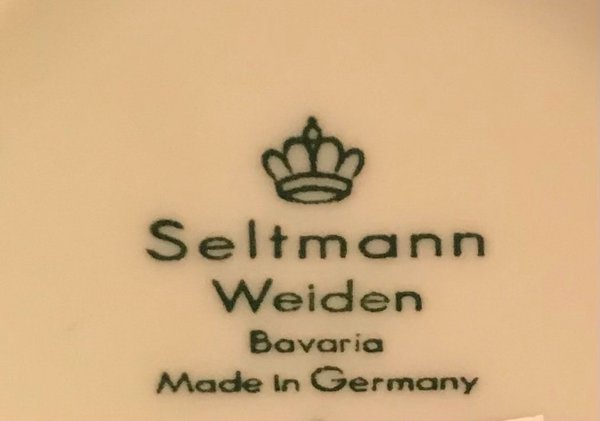 Seltmann
Weiden
Bavaria
Made in Germany